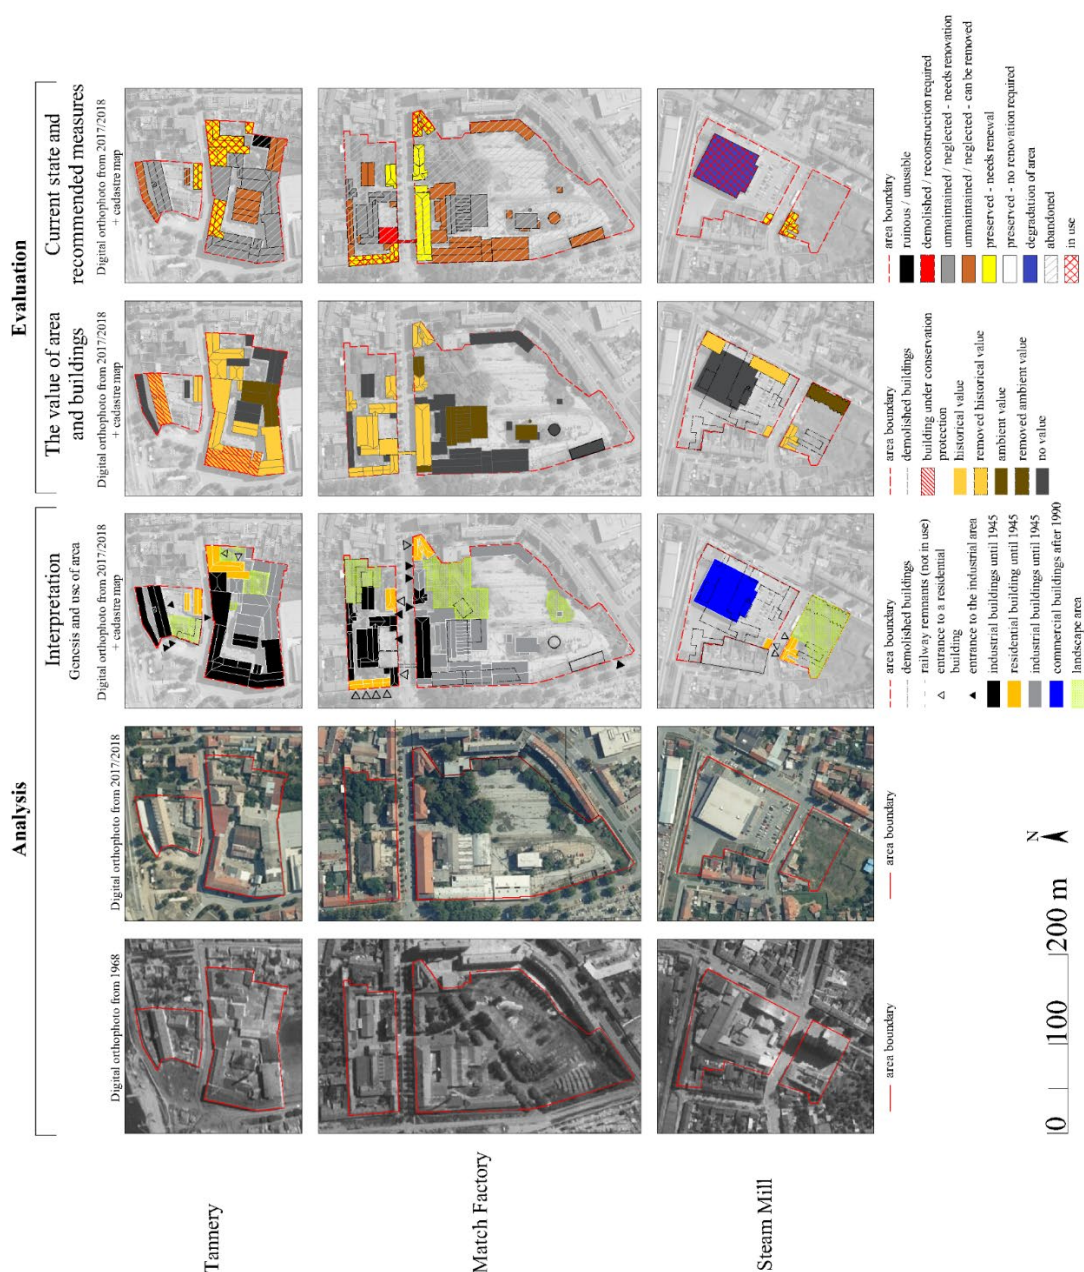 Analysis
Evaluation
Digital orthophoto from 1968
Digital orthophoto from 2017/2018
Interpretation
Genesis and use of area
Digital orthophoto from 2017/2018
+ cadastre map
The value of area
and buildings
Digital orthophoto from 2017/2018
+ cadastre map
Current state and
recommended measures
Digital orthophoto from 2017/2018
+ cadastre map
Tannery
Match Factory
Steam Mill
area boundary
area boundary
area boundary
demolished buildings
railway remnants (not in use)
entrance to a residential
building
entrance to the industrial area
industrial buildings until 1945
residential building until 1945
industrial buildings until 1945
commercial buildings after 1990
landscape area
area boundary
demolished buildings
building under conservation
protection
historical value
removed historical value
ambient value
removed ambient value
no value
area boundary
ruinous / unusable
demolished / reconstruction required
unmaintained / neglected - needs renovation
unmaintained / neglected - can be removed
preserved - needs renewal
preserved - no renovation required
degradation of area
abandoned
in use
0
100
200 m
N